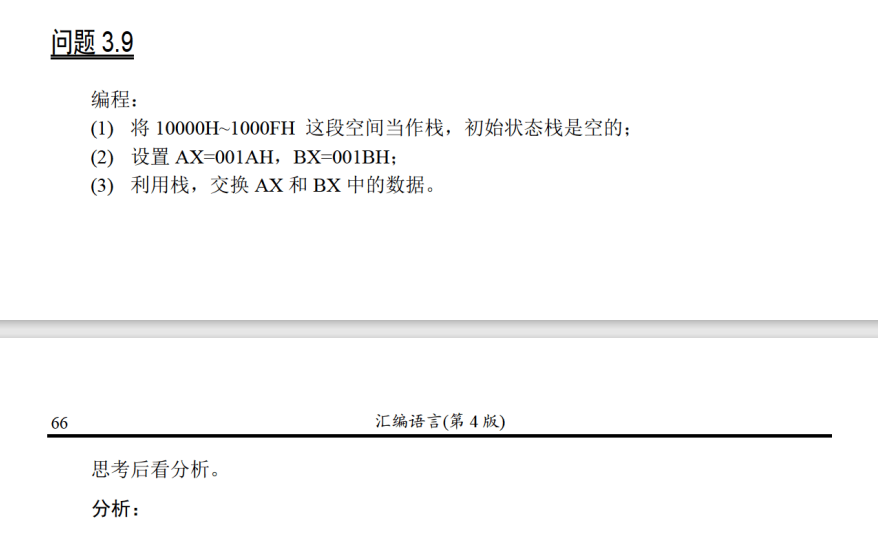 问题 3.9
编程：
(1) 将 10000H~1000FH 这段空间当作栈，初始状态栈是空的；
(2) 设置 AX=001AH，BX=001BH；
(3) 利用栈，交换 AX 和 BX 中的数据。
66 汇编语言(第 4 版)
思考后看分析。
分析：